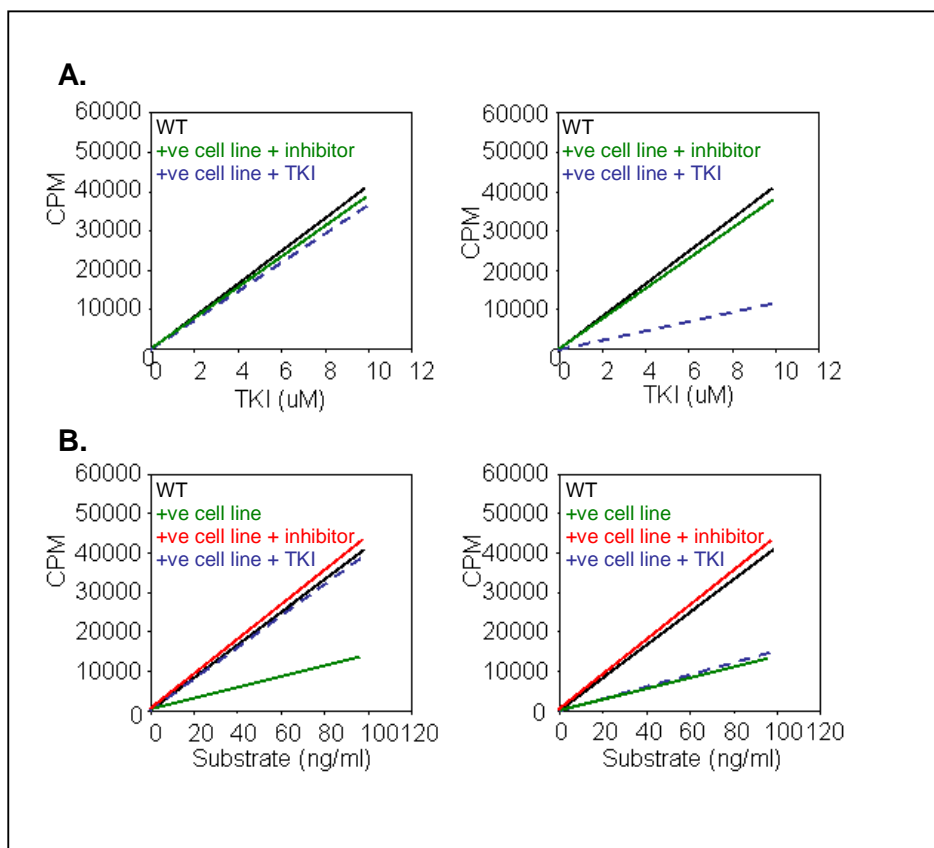 A.
60000
50000
40000
30000
20000
10000
0
CPM
WT
+ve cell line + inhibitor
+ve cell line + TKI
0 2 4 6 8 10 12
TKI (uM)
60000
50000
40000
30000
20000
10000
0
CPM
WT
+ve cell line + inhibitor
+ve cell line + TKI
0 2 4 6 8 10 12
TKI (uM)
B.
60000
50000
40000
30000
20000
10000
0
CPM
WT
+ve cell line
+ve cell line + inhibitor
+ve cell line + TKI
0 20 40 60 80 100 120
Substrate (ng/ml)
60000
50000
40000
30000
20000
10000
0
CPM
WT
+ve cell line
+ve cell line + inhibitor
+ve cell line + TKI
0 20 40 60 80 100 120
Substrate (ng/ml)